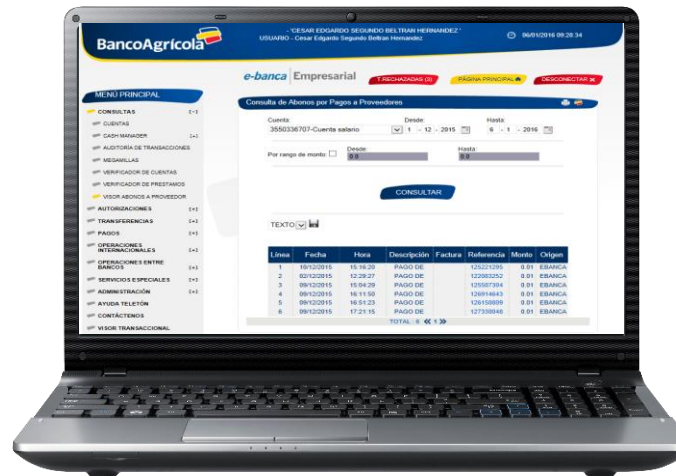 BancoAgrícola
- "CESAR EDGARDO SEGUNDO BELTRAN HERNANDEZ"
USUARIO - Cesar Edgardo Segundo Beltran Hernandez
06/01/2016 09:28:34
e-banca Empresarial
T.RECHAZADAS (3)
PÁGINA PRINCIPAL
DESCONECTAR
MENÚ PRINCIPAL
CONSULTAS [-]
CUENTAS
CASH MANAGER [+]
AUDITORÍA DE TRANSACCIONES
MEGAMILLAS
VERIFICADOR DE CUENTAS
VERIFICADOR DE PRESTAMOS
VISOR ABONOS A PROVEEDOR
AUTORIZACIONES [+]
TRANSFERENCIAS [+]
PAGOS [+]
OPERACIONES INTERNACIONALES [+]
OPERACIONES ENTRE BANCOS [+]
SERVICIOS ESPECIALES [+]
ADMINISTRACIÓN [+]
AYUDA TELETÓN
CONTÁCTENOS
VISOR TRANSACCIONAL
Consulta de Abonos por Pagos a Proveedores
Cuenta: Desde: Hasta:
3550336707-Cuenta salario 1 - 12 - 2015 6 - 1 - 2016
Por rango de monto: Desde: Hasta:
0.0 0.0
CONSULTAR
TEXTO
Línea Fecha Hora Descripción Factura Referencia Monto Origen
1 10/12/2015 15:16:20 PAGO DE 125221295 0.01 EBANCA
2 02/12/2015 12:29:27 PAGO DE 122083252 0.01 EBANCA
3 09/12/2015 15:04:29 PAGO DE 125507304 0.01 EBANCA
4 09/12/2015 16:11:50 PAGO DE 126914643 0.01 EBANCA
5 09/12/2015 16:51:23 PAGO DE 126158809 0.01 EBANCA
6 09/12/2015 17:21:15 PAGO DE 127338048 0.01 EBANCA
TOTAL : 6 1